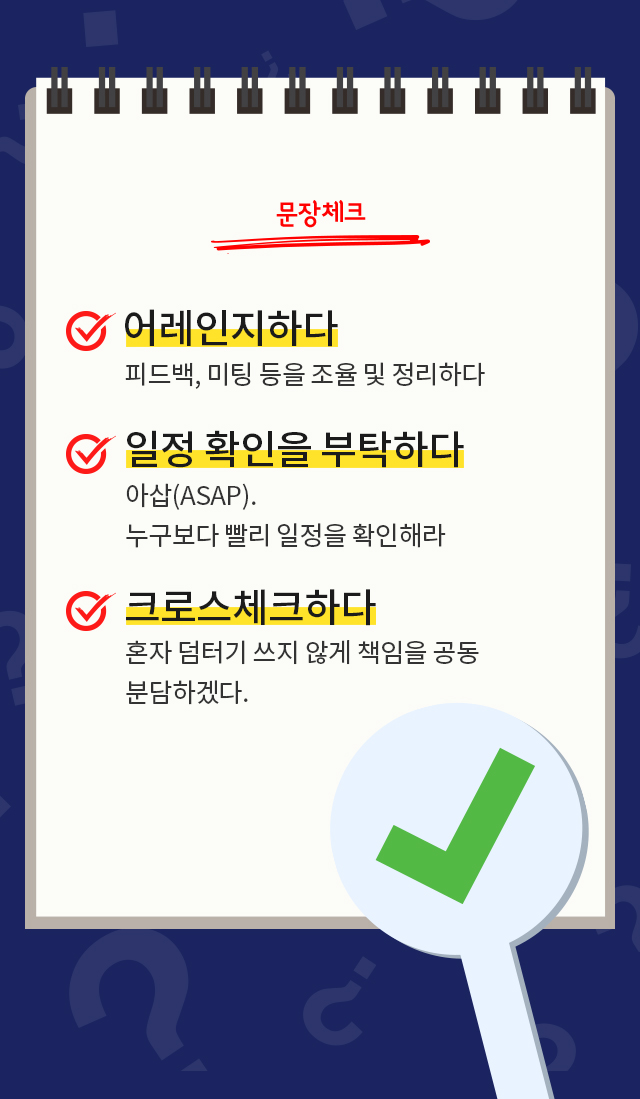 문장체크
어레인지하다
피드백, 미팅 등을 조율 및 정리하다
일정 확인을 부탁하다
아삽(ASAP).
누구보다 빨리 일정을 확인해라
크로스체크하다
혼자 덤터기 쓰지 않게 책임을 공동
분담하겠다.